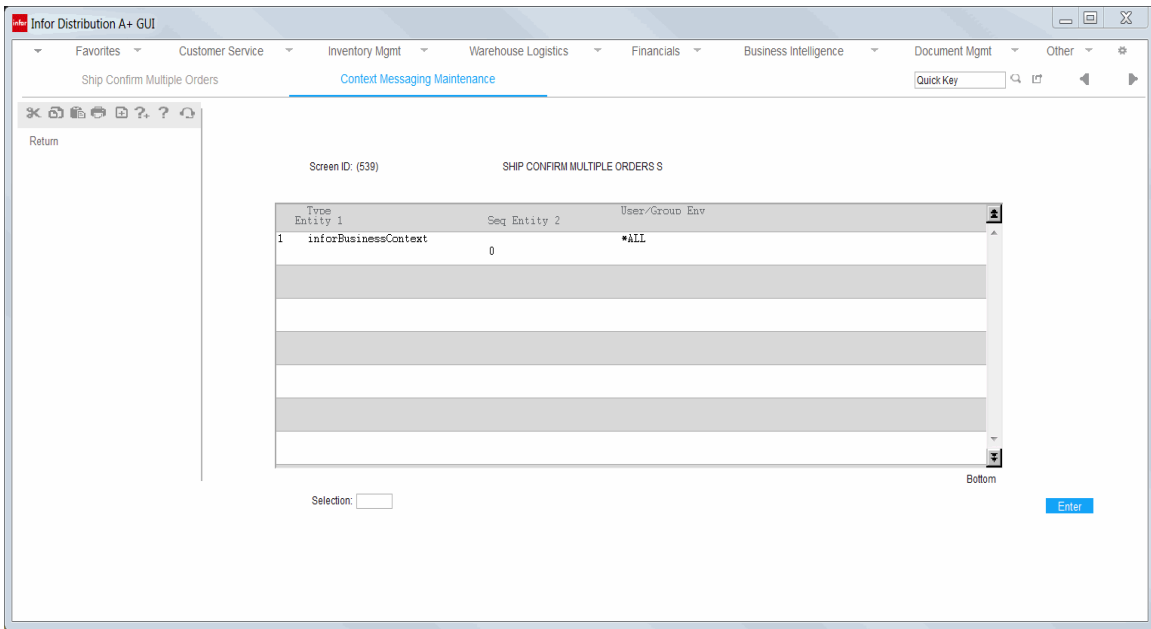 infor Infor Distribution A+ GUI
Favorites Customer Service Inventory Mgmt Warehouse Logistics Financials Business Intelligence Document Mgmt Other
Ship Confirm Multiple Orders Context Messaging Maintenance Quick Key
Return
Screen ID: (539) SHIP CONFIRM MULTIPLE ORDERS S
Type User/Group Env
Entity 1 Seq Entity 2
1 inforBusinessContext *ALL
0
Bottom
Selection:
Enter